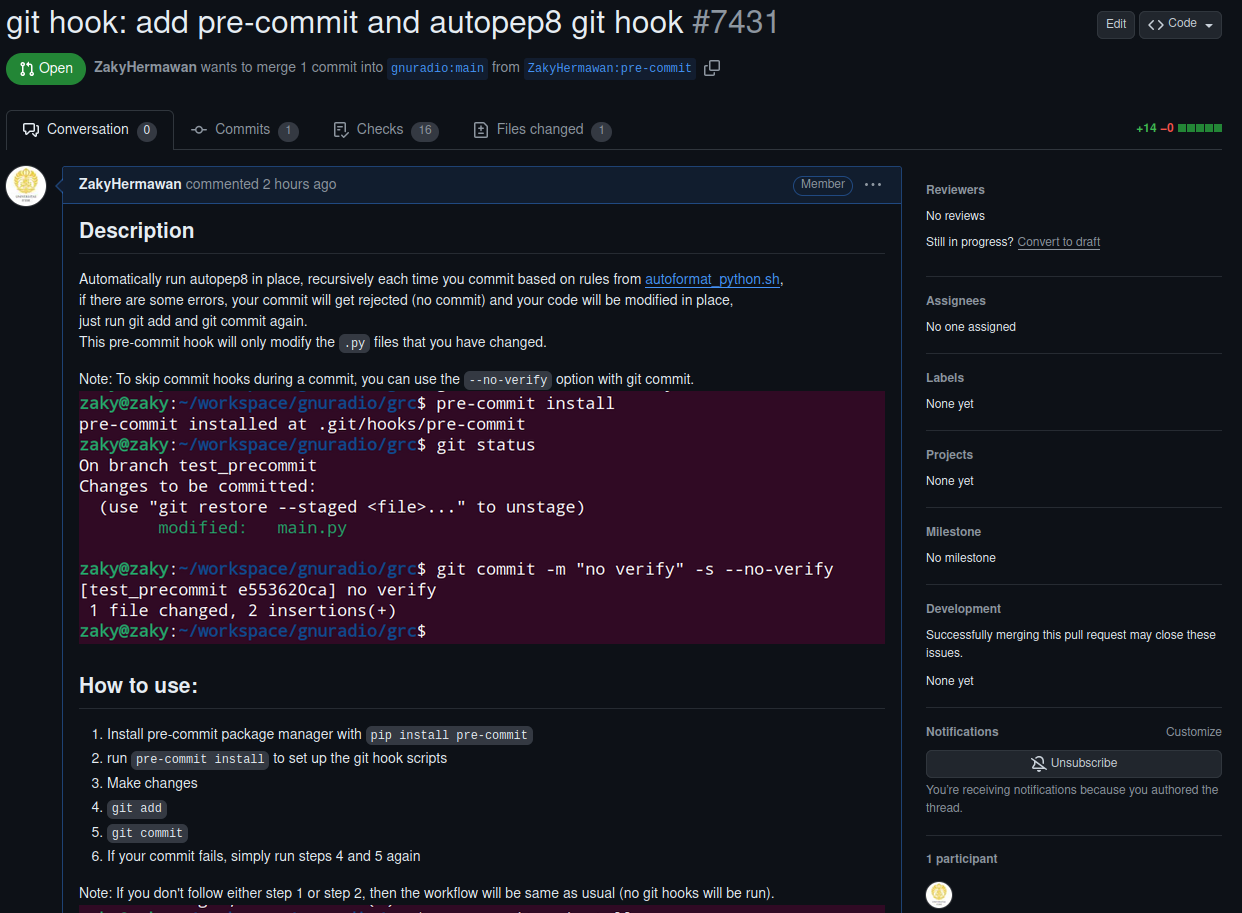 git hook: add pre-commit and autopep8 git hook #7431
Edit
Code
Open
ZakyHermawan wants to merge 1 commit into gnuradio:main from ZakyHermawan:pre-commit
Conversation 0
Commits 1
Checks 16
Files changed 1
+14 −0
ZakyHermawan commented 2 hours ago
Member
Description
Automatically run autopep8 in place, recursively each time you commit based on rules from autoformat_python.sh,
if there are some errors, your commit will get rejected (no commit) and your code will be modified in place,
just run git add and git commit again.
This pre-commit hook will only modify the .py files that you have changed.
Note: To skip commit hooks during a commit, you can use the --no-verify option with git commit.
zaky@zaky:~/workspace/gnuradio/grc$ pre-commit install
pre-commit installed at .git/hooks/pre-commit
zaky@zaky:~/workspace/gnuradio/grc$ git status
On branch test_precommit
Changes to be committed:
(use "git restore --staged <file>..." to unstage)
modified: main.py
zaky@zaky:~/workspace/gnuradio/grc$ git commit -m "no verify" -s --no-verify
[test_precommit e553620ca] no verify
1 file changed, 2 insertions(+)
zaky@zaky:~/workspace/gnuradio/grc$
How to use:
1. Install pre-commit package manager with pip install pre-commit
2. run pre-commit install to set up the git hook scripts
3. Make changes
4. git add
5. git commit
6. If your commit fails, simply run steps 4 and 5 again
Note: If you don't follow either step 1 or step 2, then the workflow will be same as usual (no git hooks will be run).
Reviewers
No reviews
Still in progress? Convert to draft
Assignees
No one assigned
Labels
None yet
Projects
None yet
Milestone
No milestone
Development
Successfully merging this pull request may close these
issues.
None yet
Notifications
Customize
Unsubscribe
You're receiving notifications because you authored the
thread.
1 participant